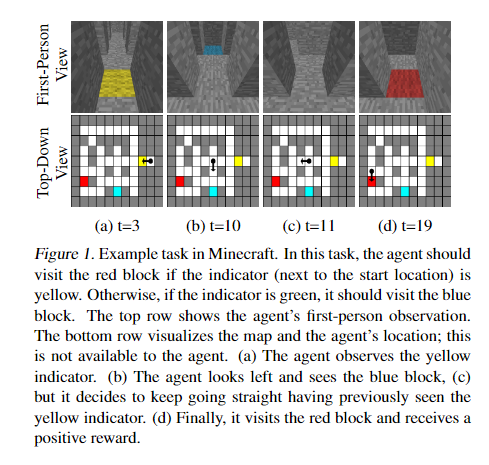 First-Person
View
Top-Down
View
(a) t=3 (b) t=10 (c) t=11 (d) t=19
Figure 1. Example task in Minecraft. In this task, the agent should
visit the red block if the indicator (next to the start location) is
yellow. Otherwise, if the indicator is green, it should visit the blue
block. The top row shows the agent's first-person observation.
The bottom row visualizes the map and the agent's location; this
is not available to the agent. (a) The agent observes the yellow
indicator. (b) The agent looks left and sees the blue block, (c)
but it decides to keep going straight having previously seen the
yellow indicator. (d) Finally, it visits the red block and receives a
positive reward.